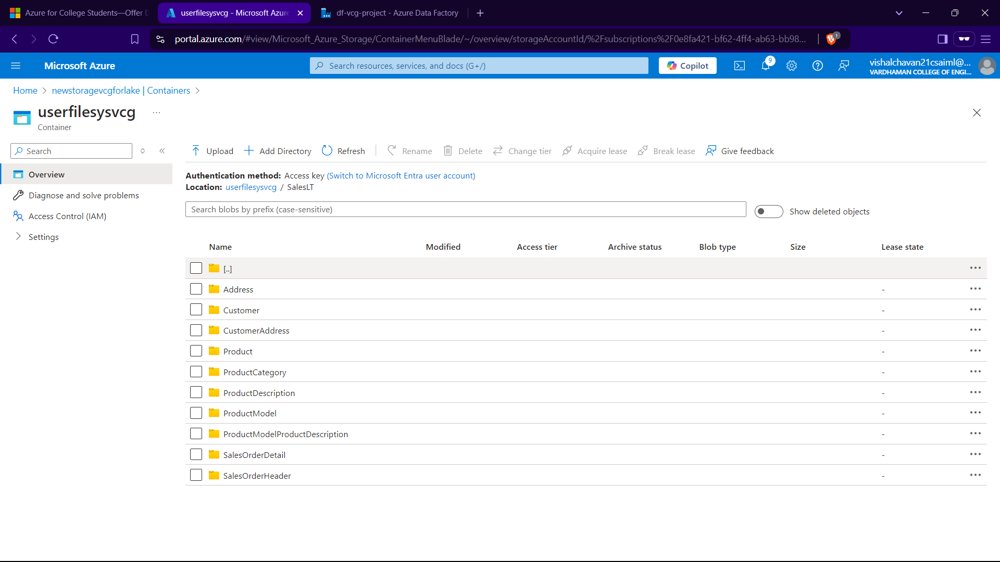 Azure for College Students—Offer D
userfilesysvcg - Microsoft Azure
df-vcg-project - Azure Data Factory
portal.azure.com/#view/Microsoft_Azure_Storage/ContainerMenuBlade/~/overview/storageAccountId/%2Fsubscriptions%2F0e8fa421-bf62-4ff4-ab63-bb98...
1
Microsoft Azure
Search resources, services, and docs (G+/)
Copilot
9
vishalchavan21csaiml@...
VARDHAMAN COLLEGE OF ENGI...
Home > newstoragevcgforlake | Containers >
userfilesysvcg ...
Container
Search
Upload Add Directory Refresh Rename Delete Change tier Acquire lease Break lease Give feedback
Overview
Diagnose and solve problems
Access Control (IAM)
Settings
Authentication method: Access key (Switch to Microsoft Entra user account)
Location: userfilesysvcg / SalesLT
Search blobs by prefix (case-sensitive)
Show deleted objects
Name Modified Access tier Archive status Blob type Size Lease state
[..]
Address -
Customer -
CustomerAddress -
Product -
ProductCategory -
ProductDescription -
ProductModel -
ProductModelProductDescription -
SalesOrderDetail -
SalesOrderHeader -